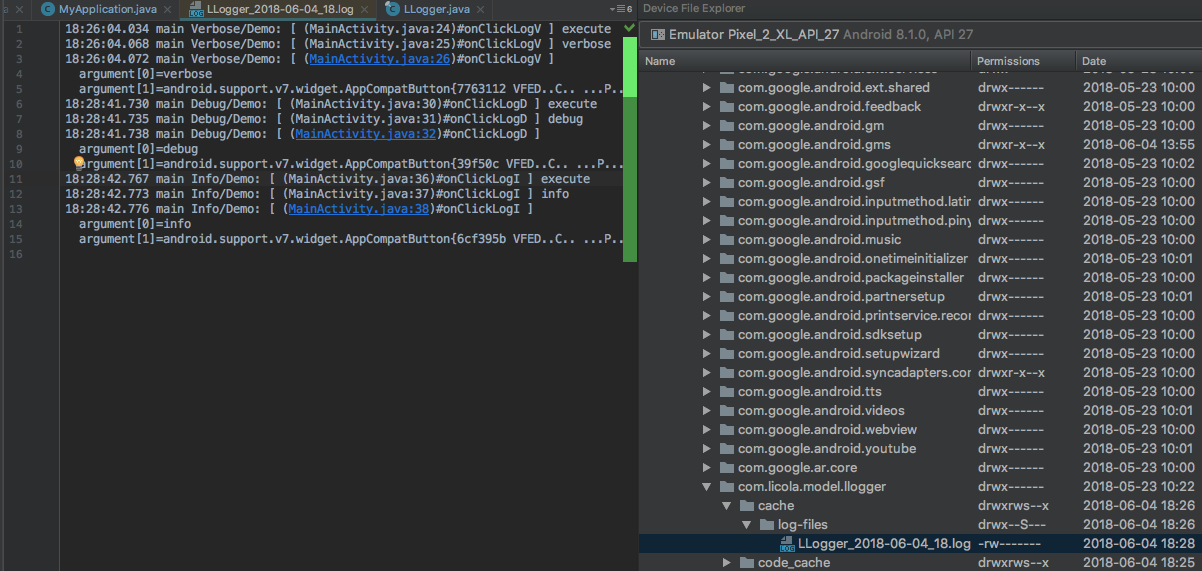 MyApplication.java
LLogger_2018-06-04_18.log
LLogger.java
6
1 18:26:04.034 main Verbose/Demo: [ (MainActivity.java:24)#onClickLogV ] execute
2 18:26:04.068 main Verbose/Demo: [ (MainActivity.java:25)#onClickLogV ] verbose
3 18:26:04.072 main Verbose/Demo: [ (MainActivity.java:26)#onClickLogV ]
4 argument[0]=verbose
5 argument[1]=android.support.v7.widget.AppCompatButton{7763112 VFED..C.. ...P..
6 18:28:41.730 main Debug/Demo: [ (MainActivity.java:30)#onClickLogD ] execute
7 18:28:41.735 main Debug/Demo: [ (MainActivity.java:31)#onClickLogD ] debug
8 18:28:41.738 main Debug/Demo: [ (MainActivity.java:32)#onClickLogD ]
9 argument[0]=debug
10 argument[1]=android.support.v7.widget.AppCompatButton{39f50c VFED..C.. ...P...
11 18:28:42.767 main Info/Demo: [ (MainActivity.java:36)#onClickLogI ] execute
12 18:28:42.773 main Info/Demo: [ (MainActivity.java:37)#onClickLogI ] info
13 18:28:42.776 main Info/Demo: [ (MainActivity.java:38)#onClickLogI ]
14 argument[0]=info
15 argument[1]=android.support.v7.widget.AppCompatButton{6cf395b VFED..C.. ...P..
16
Device File Explorer
Emulator Pixel_2_XL_API_27 Android 8.1.0, API 27
Name Permissions Date
com.google.android.ext.shared drwx------ 2018-05-23 10:00
com.google.android.feedback drwxr-x--x 2018-05-23 10:00
com.google.android.gm drwx------ 2018-05-23 10:00
com.google.android.gms drwxr-x--x 2018-06-04 13:55
com.google.android.googlequicksearc drwx------ 2018-05-23 10:02
com.google.android.gsf drwx------ 2018-05-23 10:00
com.google.android.inputmethod.latin drwx------ 2018-05-23 10:00
com.google.android.inputmethod.piny drwx------ 2018-05-23 10:00
com.google.android.music drwx------ 2018-05-23 10:00
com.google.android.onetimeinitializer drwx------ 2018-05-23 10:01
com.google.android.packageinstaller drwx------ 2018-05-23 10:00
com.google.android.partnersetup drwx------ 2018-05-23 10:01
com.google.android.printservice.recor drwx------ 2018-05-23 10:00
com.google.android.sdksetup drwx------ 2018-05-23 10:00
com.google.android.setupwizard drwx------ 2018-05-23 10:00
com.google.android.syncadapters.con drwxr-x--x 2018-05-23 10:00
com.google.android.tts drwx------ 2018-05-23 10:00
com.google.android.videos drwx------ 2018-05-23 10:01
com.google.android.webview drwx------ 2018-05-23 10:00
com.google.android.youtube drwx------ 2018-05-23 10:01
com.google.ar.core drwx------ 2018-05-23 10:00
com.licola.model.llogger drwx------ 2018-05-23 10:22
cache drwxrws--x 2018-06-04 18:26
log-files drwx--S--- 2018-06-04 18:26
LLogger_2018-06-04_18.log -rw------- 2018-06-04 18:28
code_cache drwxrws--x 2018-06-04 18:25